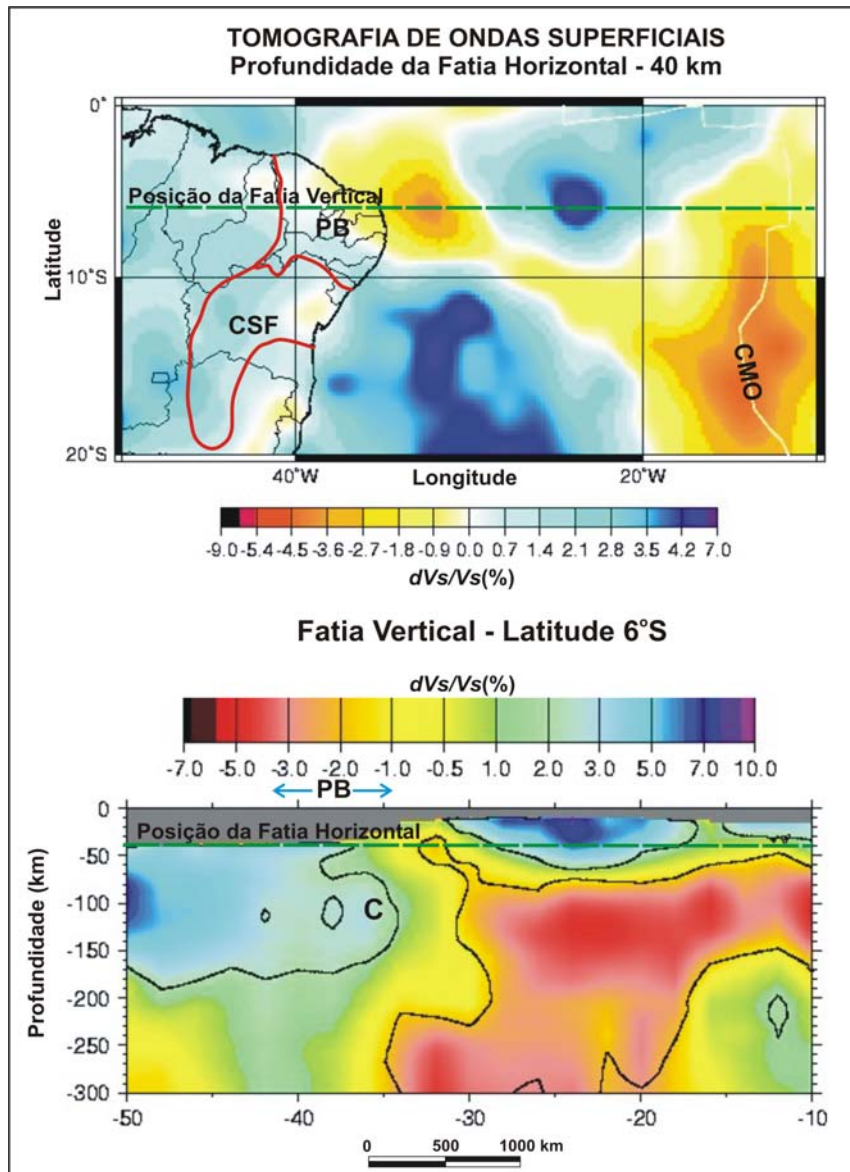 TOMOGRAFIA DE ONDAS SUPERFICIAIS
Profundidade da Fatia Horizontal - 40 km
0°
Posição da Fatia Vertical
PB
Latitude
10°S
CSF
CMO
20°S
40°W
Longitude
20°W
-9.0 -5.4 -4.5 -3.6 -2.7 -1.8 -0.9 0.0 0.7 1.4 2.1 2.8 3.5 4.2 7.0
dVs/Vs(%)
Fatia Vertical - Latitude 6°S
dVs/Vs(%)
-7.0 -5.0 -3.0 -2.0 -1.0 -0.5 1.0 2.0 3.0 5.0 7.0 10.0
PB
0
Posição da Fatia Horizontal
-50
-100
C
-150
Profundidade (km)
-200
-250
-300
-50 -40 -30 -20 -10
0 500 1000 km